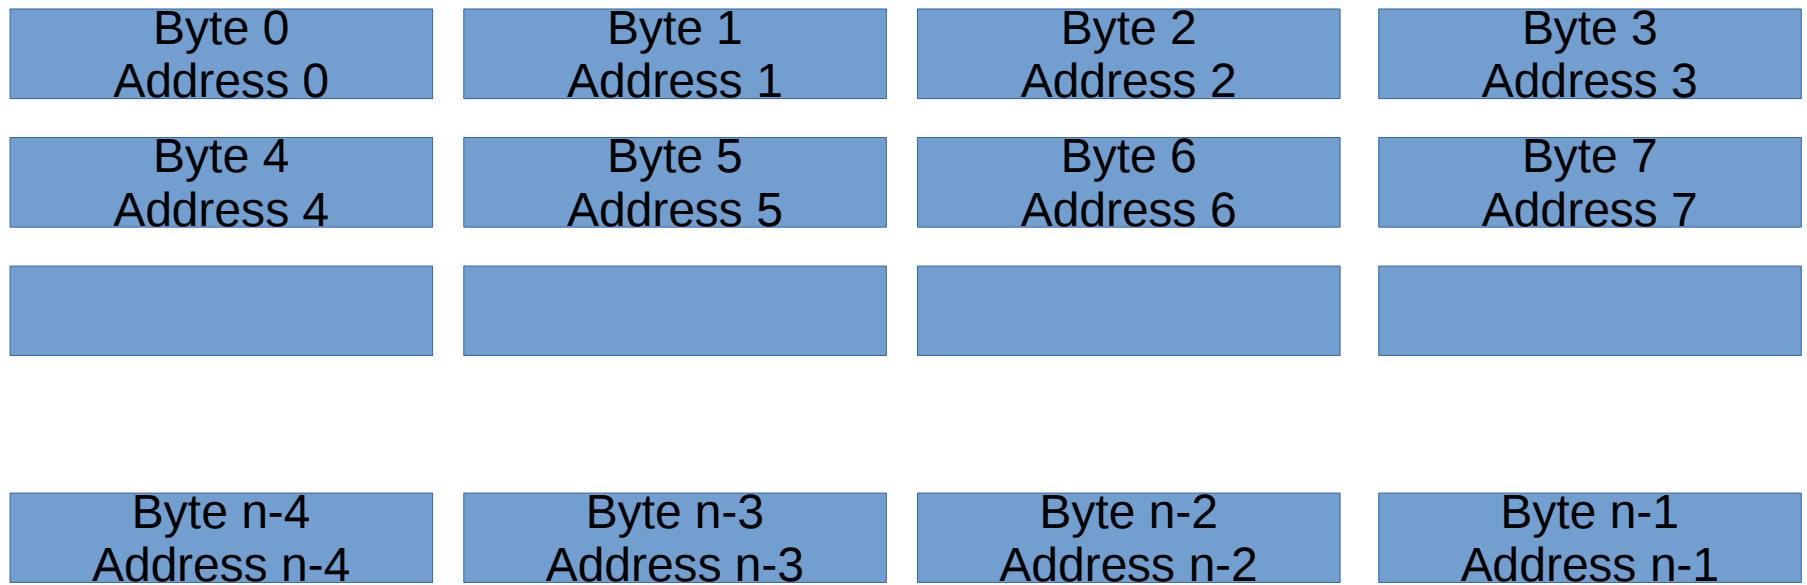 Byte 0
Address 0
Byte 1
Address 1
Byte 2
Address 2
Byte 3
Address 3
Byte 4
Address 4
Byte 5
Address 5
Byte 6
Address 6
Byte 7
Address 7
Byte n-4
Address n-4
Byte n-3
Address n-3
Byte n-2
Address n-2
Byte n-1
Address n-1